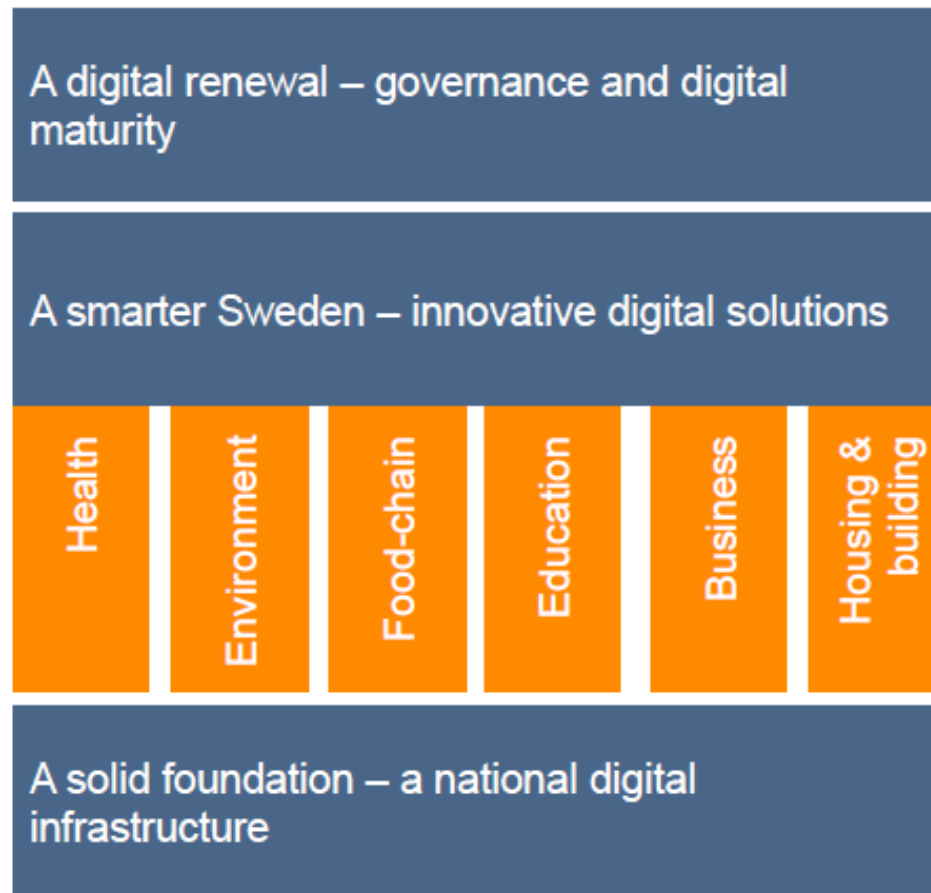 A digital renewal – governance and digital
maturity
A smarter Sweden – innovative digital solutions
Health
Environment
Food-chain
Education
Business
Housing &
building
A solid foundation – a national digital
infrastructure